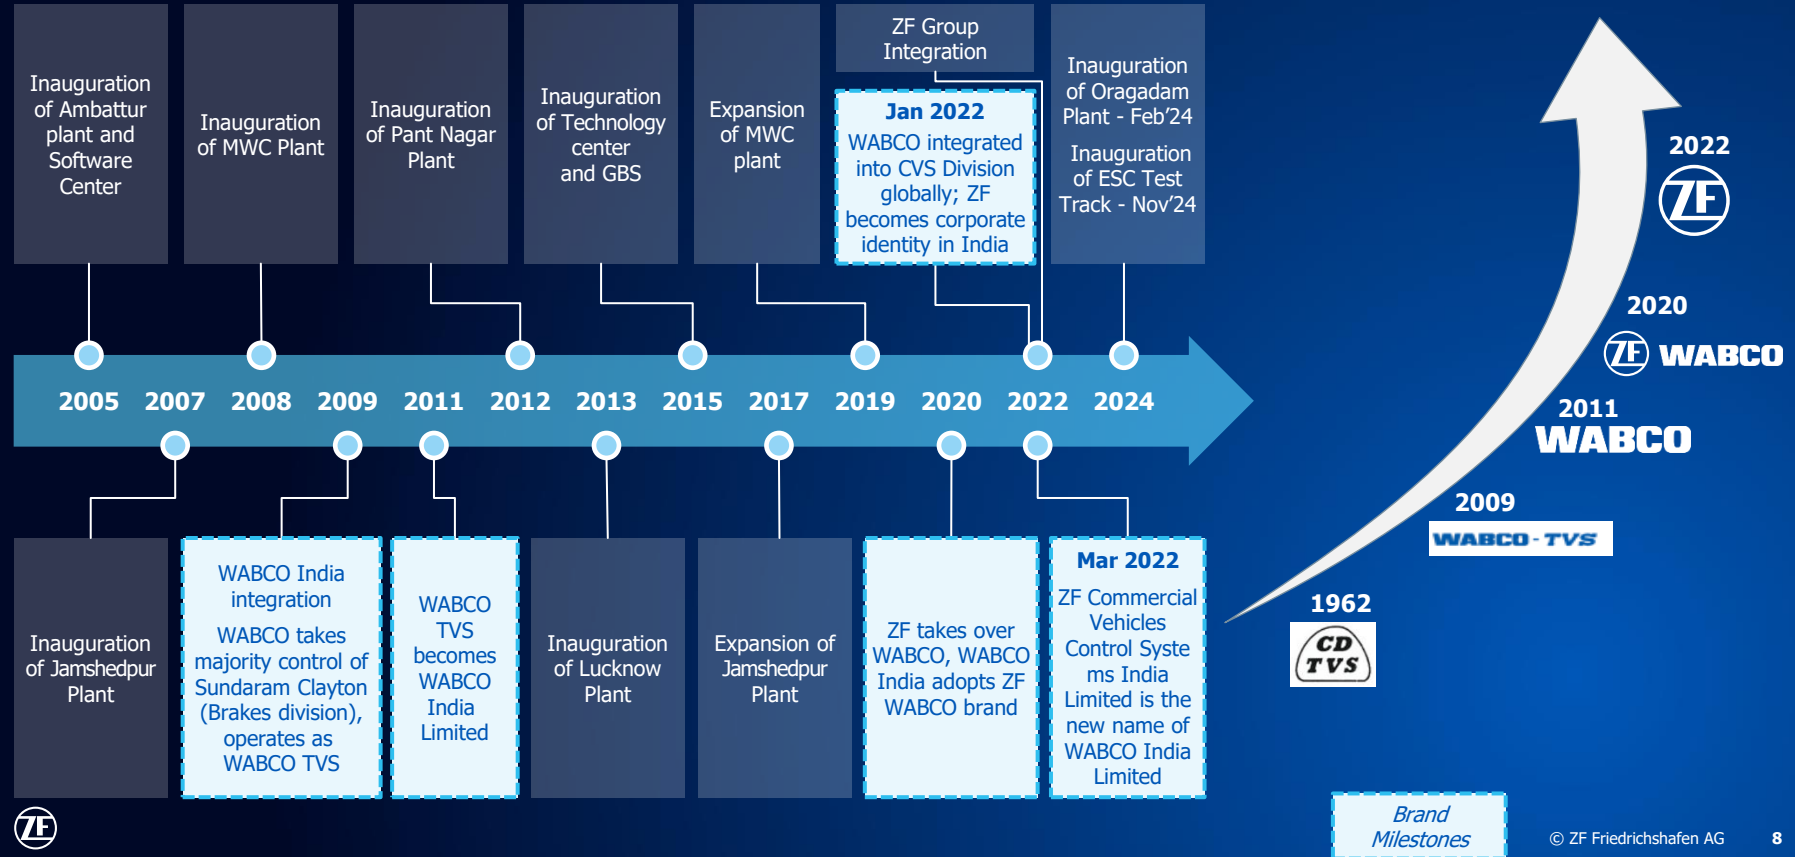 Inauguration
of Ambattur
plant and
Software
Center
Inauguration
of MWC Plant
Inauguration
of Pant Nagar
Plant
Inauguration
of Technology
center
and GBS
Expansion
of MWC
plant
ZF Group
Integration
Jan 2022
WABCO integrated
into CVS Division
globally; ZF
becomes corporate
identity in India
Inauguration
of Oragadam
Plant - Feb’24
Inauguration
of ESC Test
Track - Nov’24
2005 2007 2008 2009 2011 2012 2013 2015 2017 2019 2020 2022 2024
Inauguration
of Jamshedpur
Plant
WABCO India
integration
WABCO takes
majority control of
Sundaram Clayton
(Brakes division),
operates as
WABCO TVS
WABCO
TVS
becomes
WABCO
India
Limited
Inauguration
of Lucknow
Plant
Expansion of
Jamshedpur
Plant
ZF takes over
WABCO, WABCO
India adopts ZF
WABCO brand
Mar 2022
ZF Commercial
Vehicles
Control Syste
ms India
Limited is the
new name of
WABCO India
Limited
2022
ZF
2020
ZF WABCO
2011
WABCO
2009
WABCO - TVS
1962
CD
TVS
Brand
Milestones
ZF
© ZF Friedrichshafen AG 8